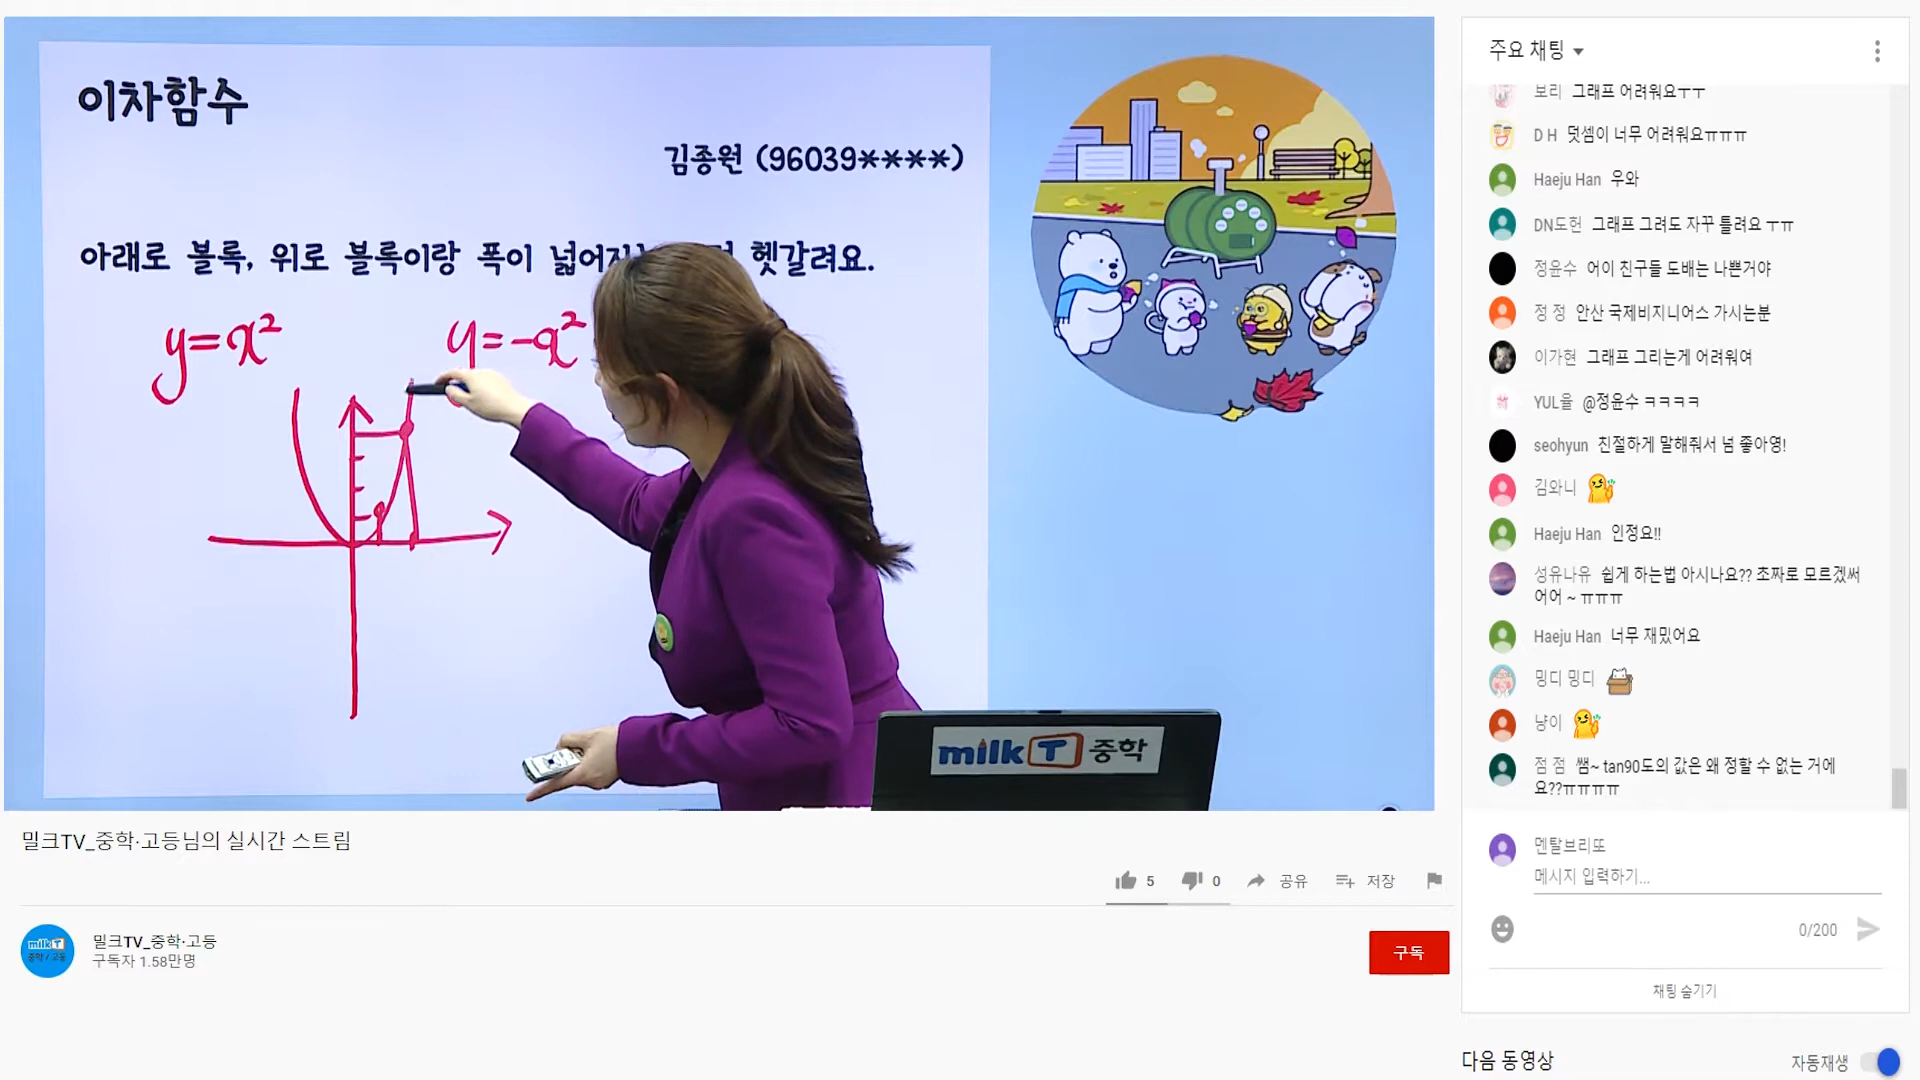 이차함수
김종원 (96039****)
아래로 볼록, 위로 볼록이랑 폭이 넓어지 헷갈려요.
y=x²
y=-x²
milk T 중학
밀크TV_중학·고등님의 실시간 스트림
5
0
공유
저장
milk T
중학 / 고등
밀크TV_중학·고등
구독자 1.58만명
구독
주요 채팅
보리 그래프 어려워요ㅜㅜ
D H 덧셈이 너무 어려워요ㅠㅠㅠ
Haeju Han 우와
DN도헌 그래프 그려도 자꾸 틀려요 ㅜㅠ
정윤수 어이 친구들 도배는 나쁜거야
정 정 안산 국제비지니어스 가시는분
이가현 그래프 그리는게 어려워여
YUL율 @정윤수 ㅋㅋㅋㅋ
seohyun 친절하게 말해줘서 넘 좋아영!
김와니
Haeju Han 인정요!!
성유나유 쉽게 하는법 아시나요?? 초짜로 모르겠써
어어 ~ ㅠㅠㅠ
Haeju Han 너무 재밌어요
밍디 밍디
냥이
점 점 쌤~ tan90도의 값은 왜 정할 수 없는 거에
요??ㅠㅠㅠㅠ
멘탈브리또
메시지 입력하기...
0/200
채팅 숨기기
다음 동영상
자동재생